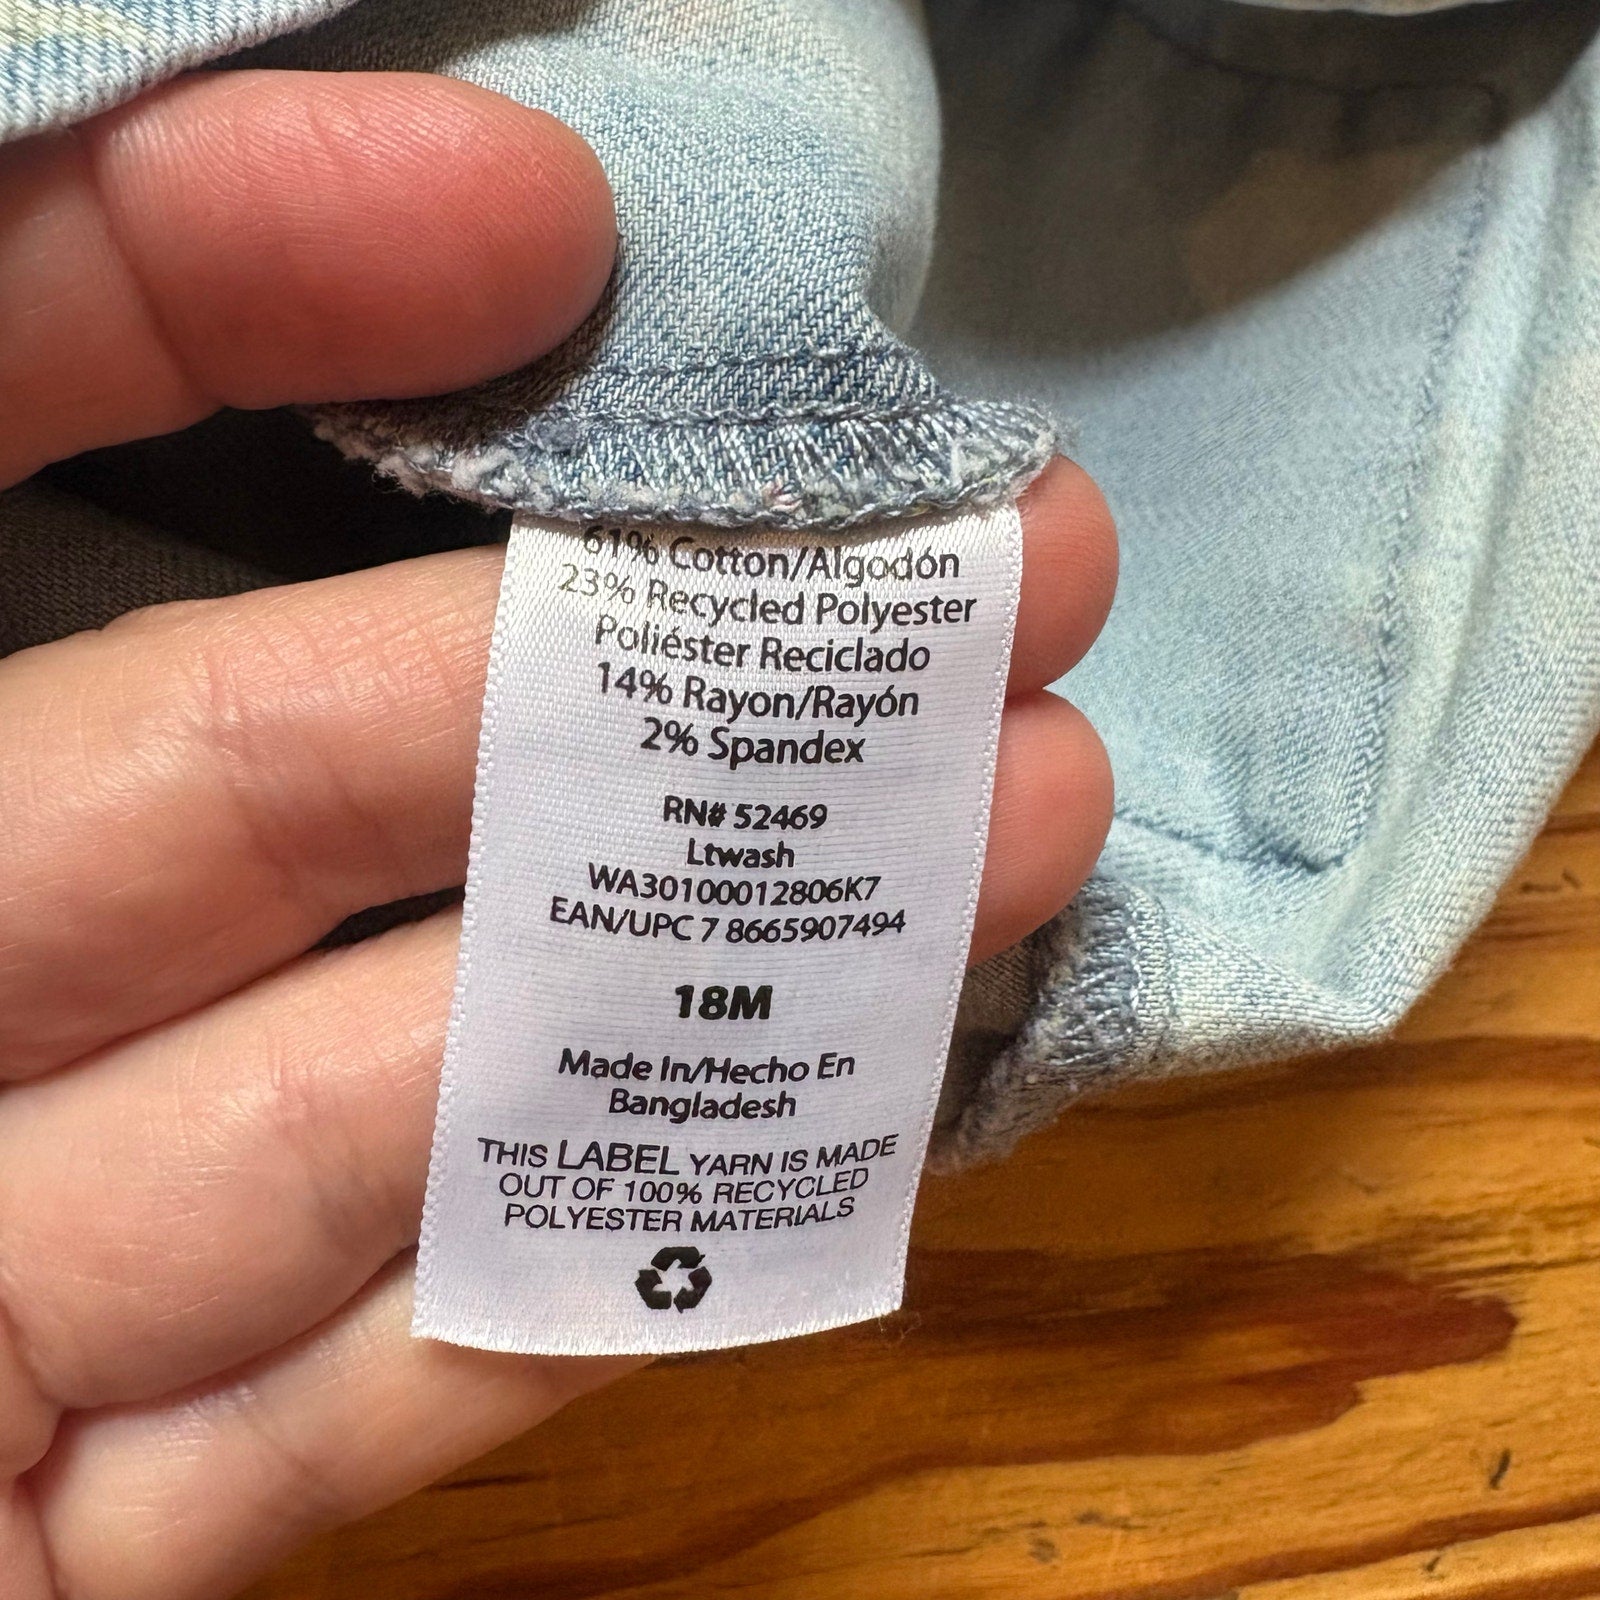 61% Cotton/Algodón
23% Recycled Polyester
Poliéster Reciclado
14% Rayon/Rayón
2% Spandex
RN# 52469
Ltwash
WA30100012806K7
EAN/UPC 7 8665907494
18M
Made In/Hecho En
Bangladesh
THIS LABEL YARN IS MADE
OUT OF 100% RECYCLED
POLYESTER MATERIALS